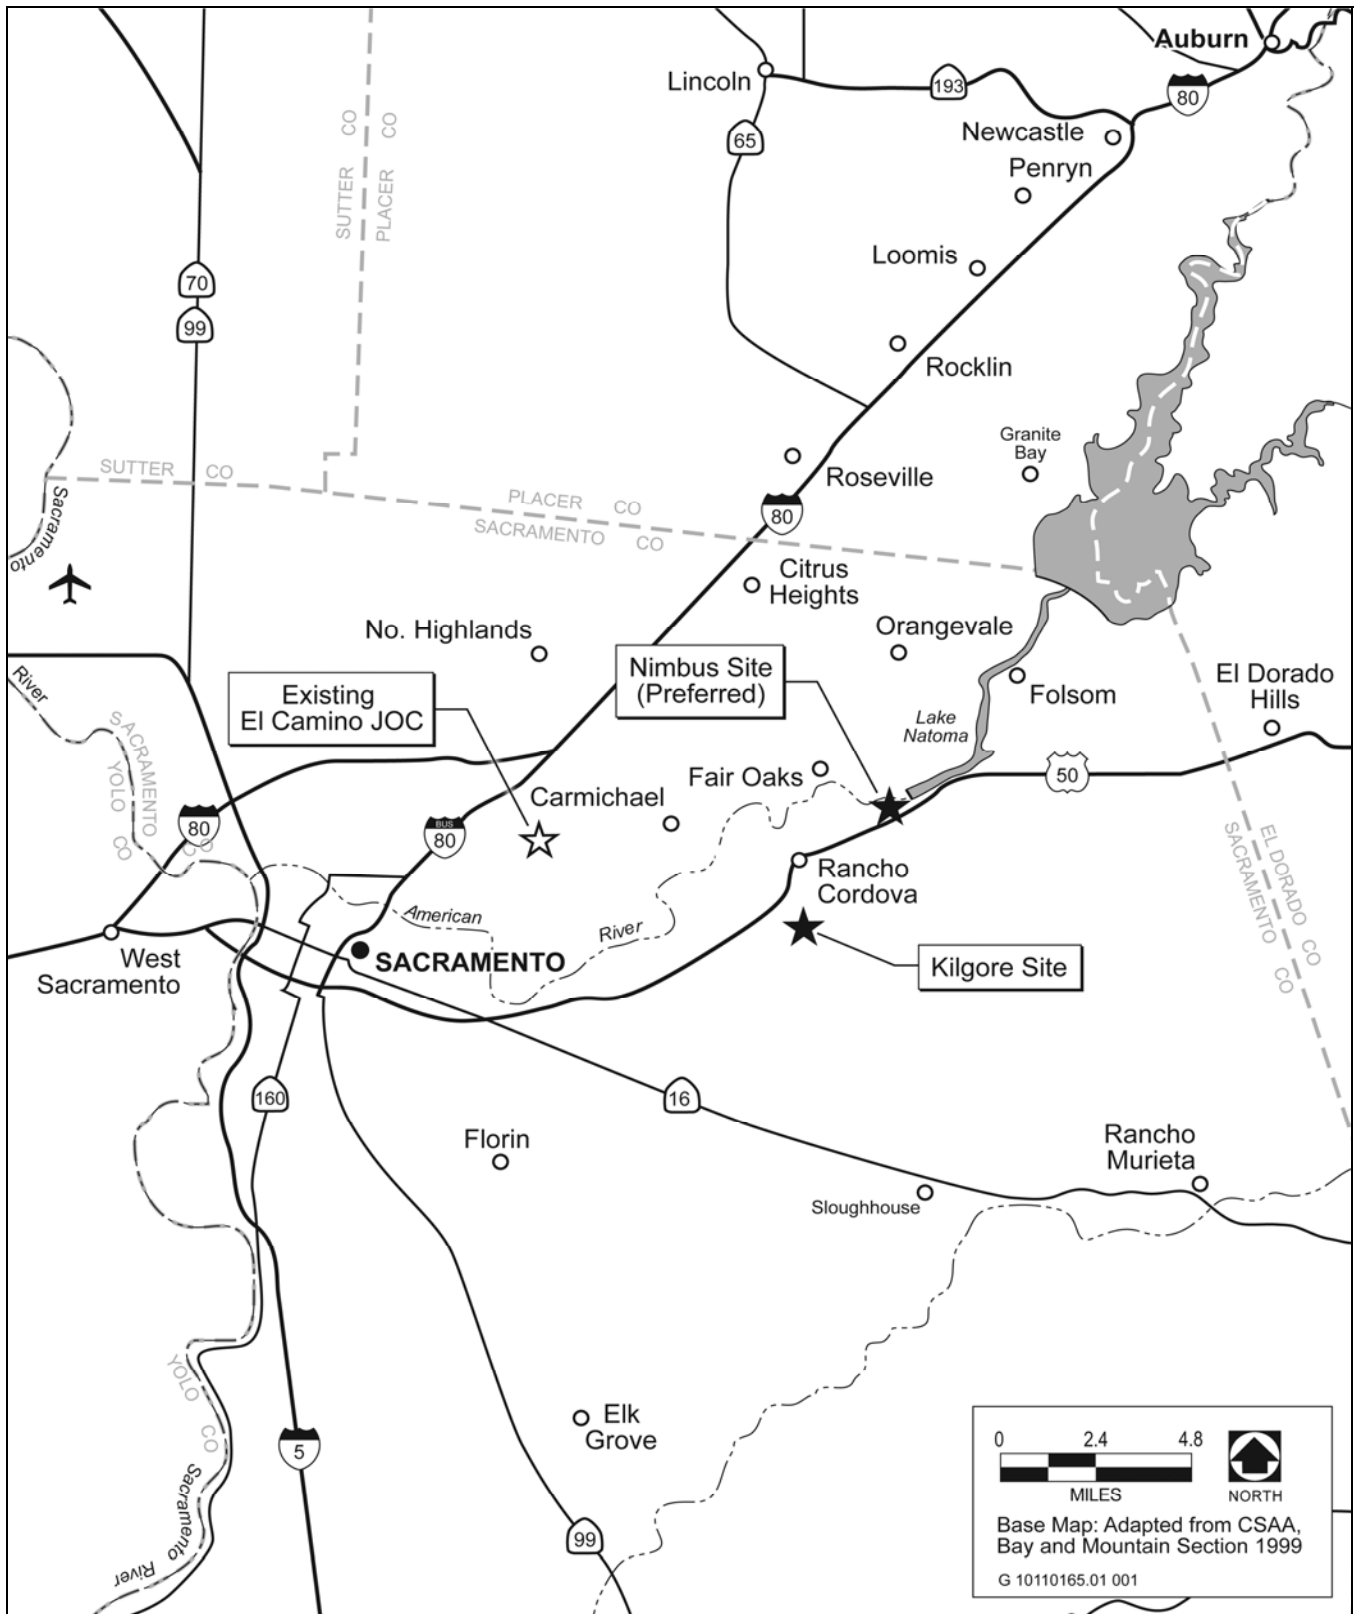 Auburn
Lincoln
193
80
65
Newcastle
Penryn
SUTTER CO
PLACER CO
Loomis
70
99
Rocklin
Granite
Bay
SUTTER CO
Roseville
PLACER CO
SACRAMENTO CO
80
Sacramento
River
Citrus
Heights
No. Highlands
Orangevale
Nimbus Site
(Preferred)
El Dorado
Hills
Existing
El Camino JOC
Folsom
Lake
Natoma
SACRAMENTO CO
YOLO CO
50
Fair Oaks
Carmichael
80
BUS
80
Rancho
Cordova
EL DORADO CO
SACRAMENTO CO
American
River
West
Sacramento
SACRAMENTO
Kilgore Site
160
16
Florin
Rancho
Murieta
Sloughhouse
YOLO CO
Elk
Grove
5
Sacramento
River
99
0 2.4 4.8
MILES
NORTH
Base Map: Adapted from CSAA,
Bay and Mountain Section 1999
G 10110165.01 001